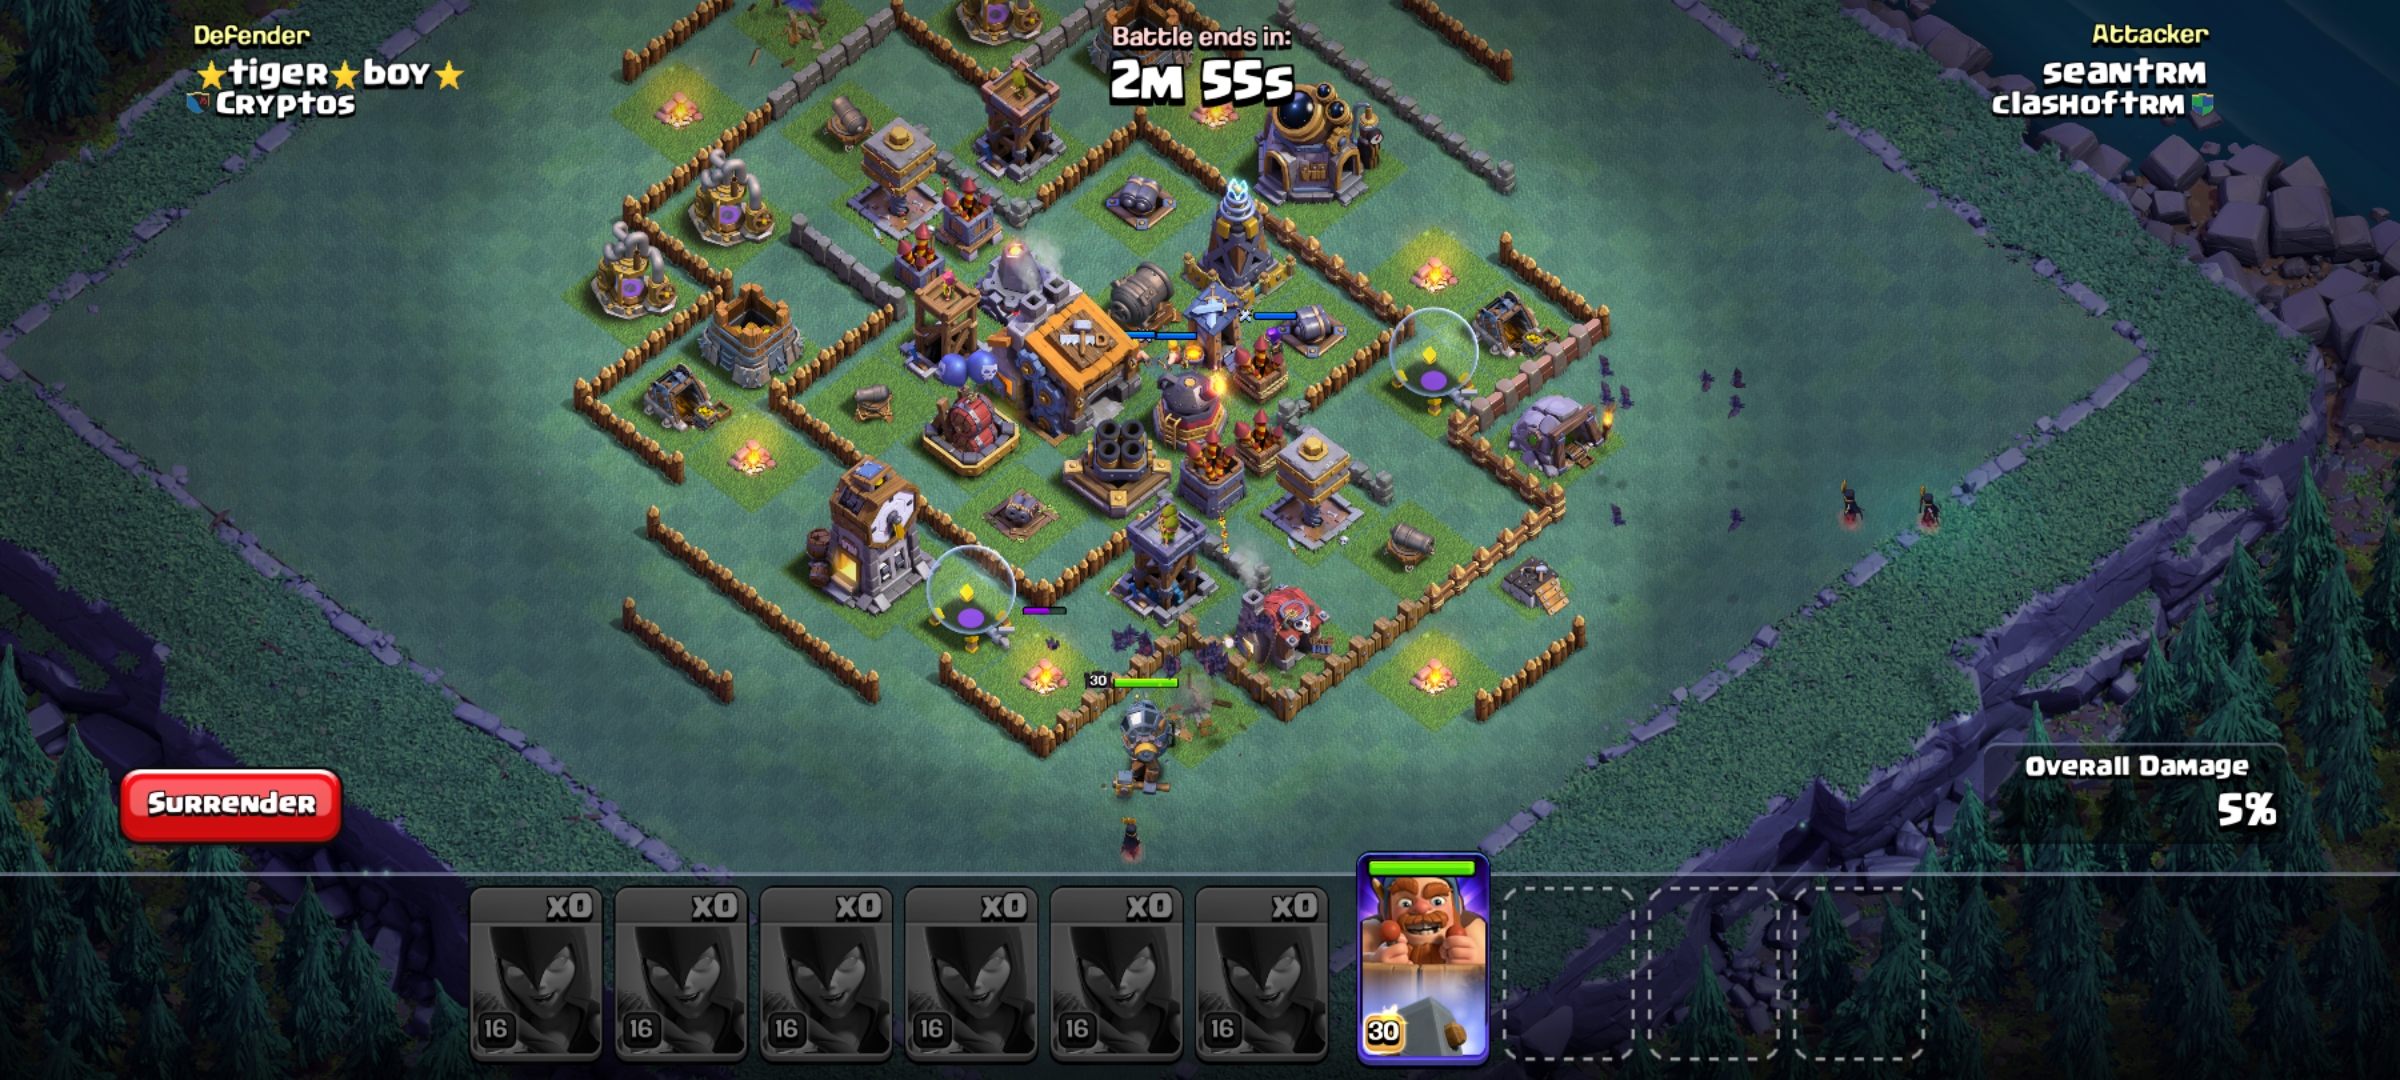 Defender
⭐tiger⭐boy⭐
Cryptos
Battle ends in:
2M 55s
Attacker
seantRM
clashoftRM
30
Surrender
Overall Damage
5%
x0
x0
x0
x0
x0
x0
16
16
16
16
16
16
30